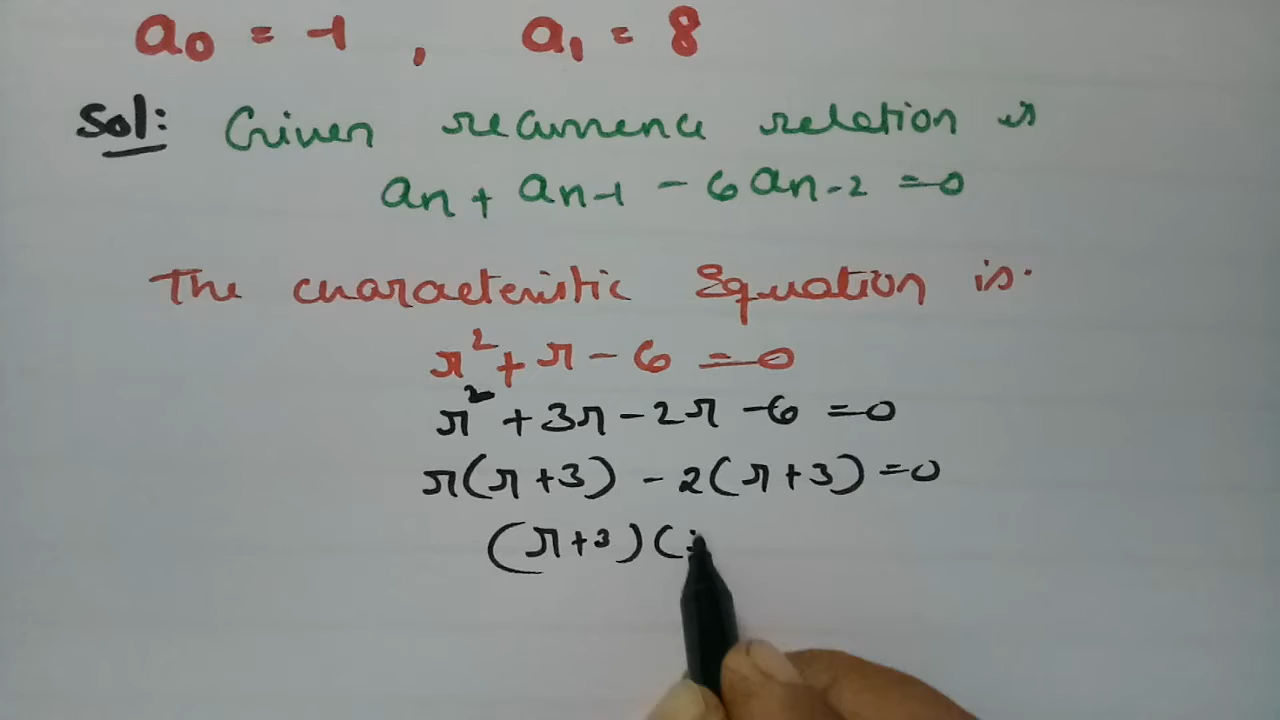 a₀ = -1 , a₁ = 8
Sol: Given recurrence relation is
an + an-1 - 6an-2 = 0
The characteristic Equation is.
r² + r - 6 = 0
r² + 3r - 2r - 6 = 0
r(r+3) - 2(r+3) = 0
(r+3)(